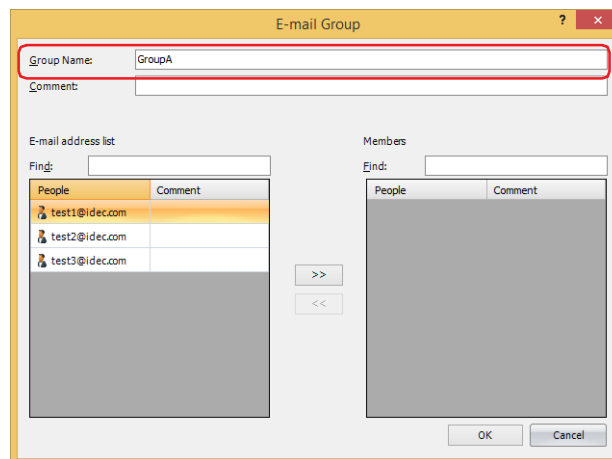 E-mail Group
?
Group Name: GroupA
Comment:
E-mail address list
Members
Find:
Find:
People Comment
People Comment
test1@idec.com
test2@idec.com
test3@idec.com
>>
<<
OK Cancel